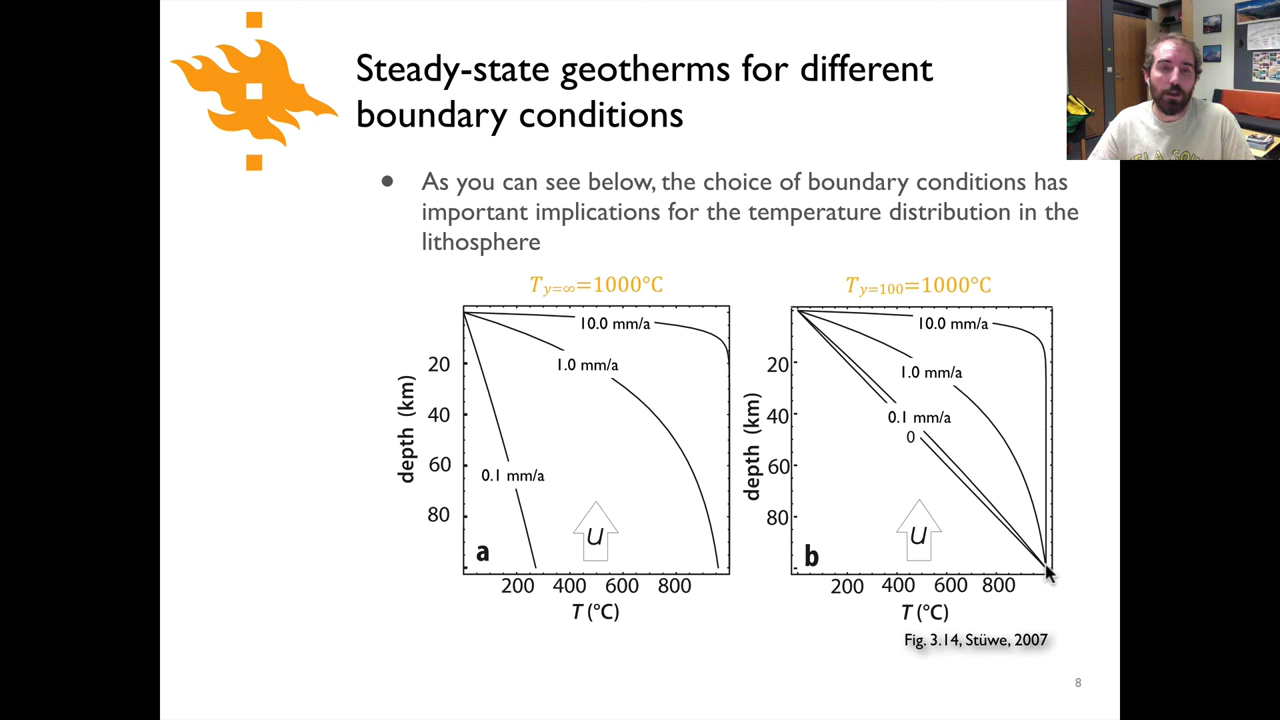 Steady-state geotherms for different
boundary conditions
● As you can see below, the choice of boundary conditions has
important implications for the temperature distribution in the
lithosphere
T y=∞=1000°C
10.0 mm/a
1.0 mm/a
0.1 mm/a
20
40
60
80
depth (km)
u
a
200 400 600 800
T (°C)
T y=100=1000°C
10.0 mm/a
1.0 mm/a
0.1 mm/a
0
20
40
60
80
depth (km)
u
b
200 400 600 800
T (°C)
Fig. 3.14, Stüwe, 2007
8